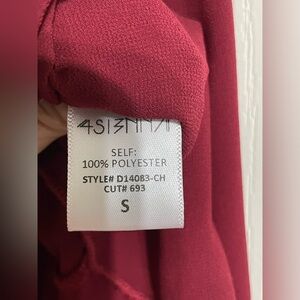 4SI3NNA
SELF:
100% POLYESTER
STYLE# D14083-CH
CUT# 693
S